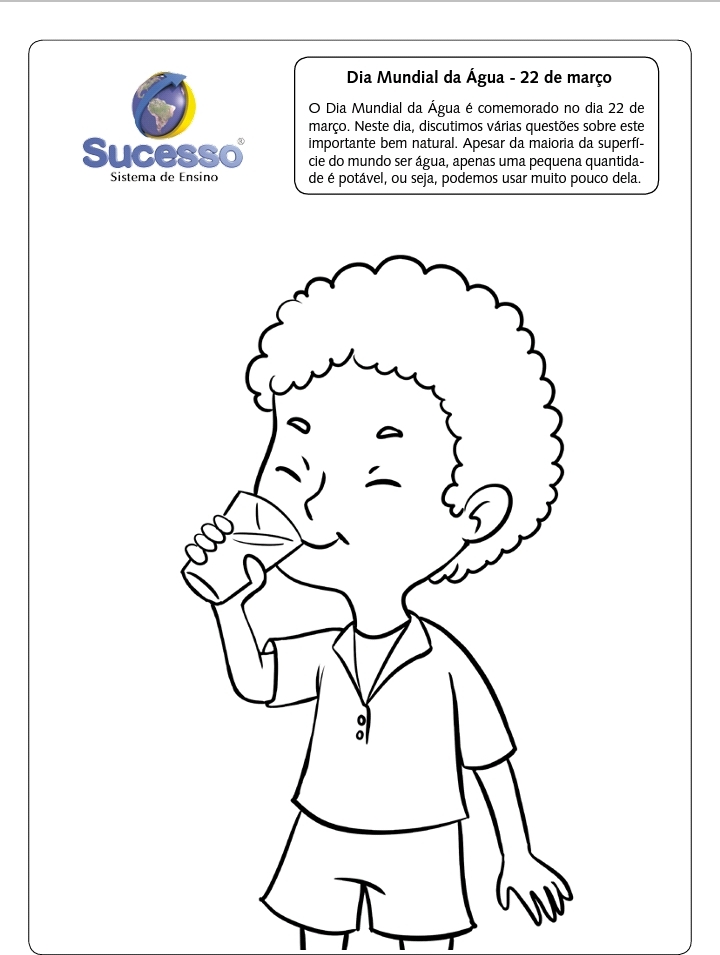 Sucesso®
Sistema de Ensino
Dia Mundial da Água - 22 de março
O Dia Mundial da Água é comemorado no dia 22 de
março. Neste dia, discutimos várias questões sobre este
importante bem natural. Apesar da maioria da superfí-
cie do mundo ser água, apenas uma pequena quantida-
de é potável, ou seja, podemos usar muito pouco dela.